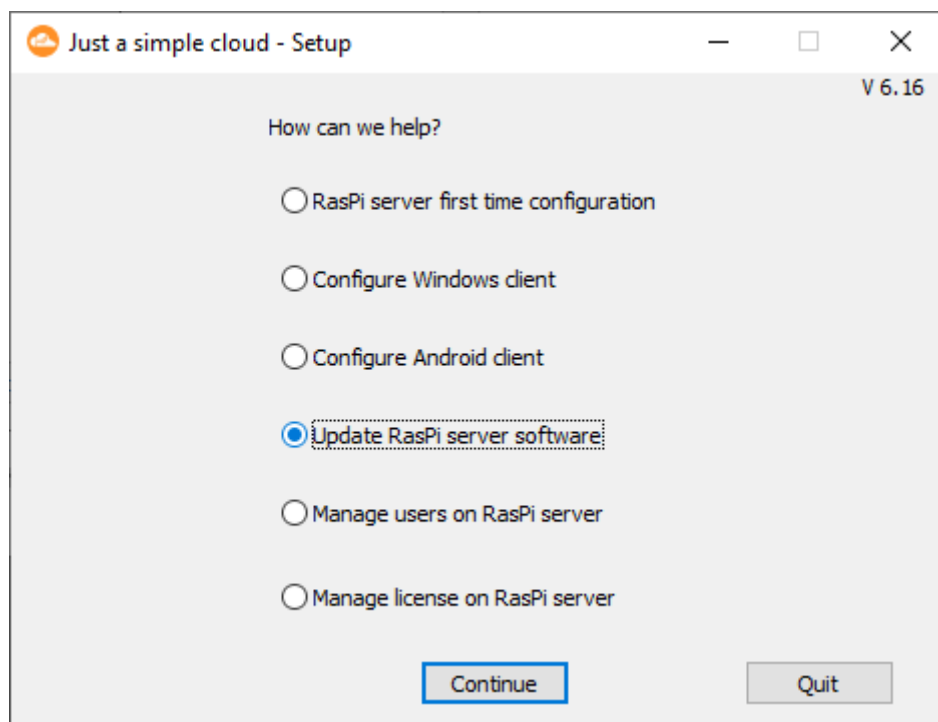 Just a simple cloud - Setup
V 6.16
How can we help?
RasPi server first time configuration
Configure Windows client
Configure Android client
Update RasPi server software
Manage users on RasPi server
Manage license on RasPi server
Continue
Quit